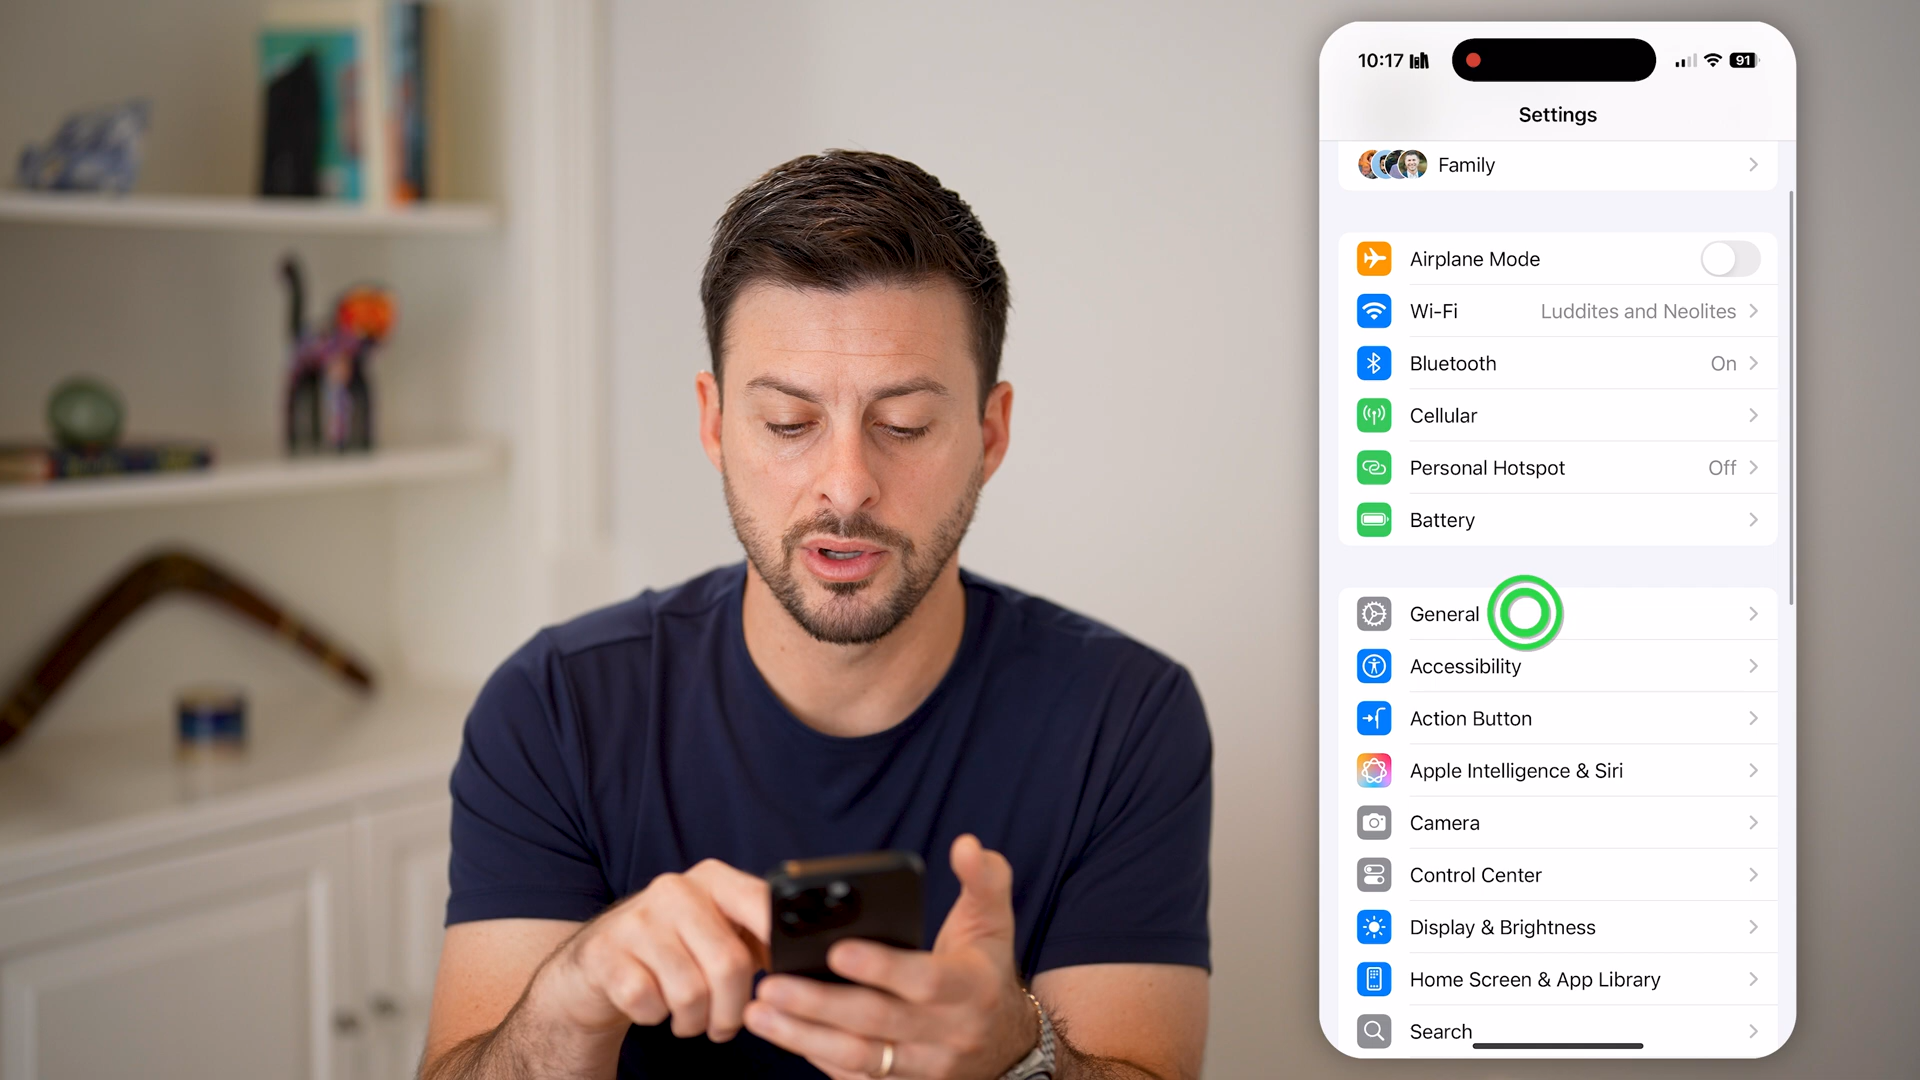 10:17
91
Settings
Family
Airplane Mode
Wi-Fi Luddites and Neolites
Bluetooth On
Cellular
Personal Hotspot Off
Battery
General
Accessibility
Action Button
Apple Intelligence & Siri
Camera
Control Center
Display & Brightness
Home Screen & App Library
Search